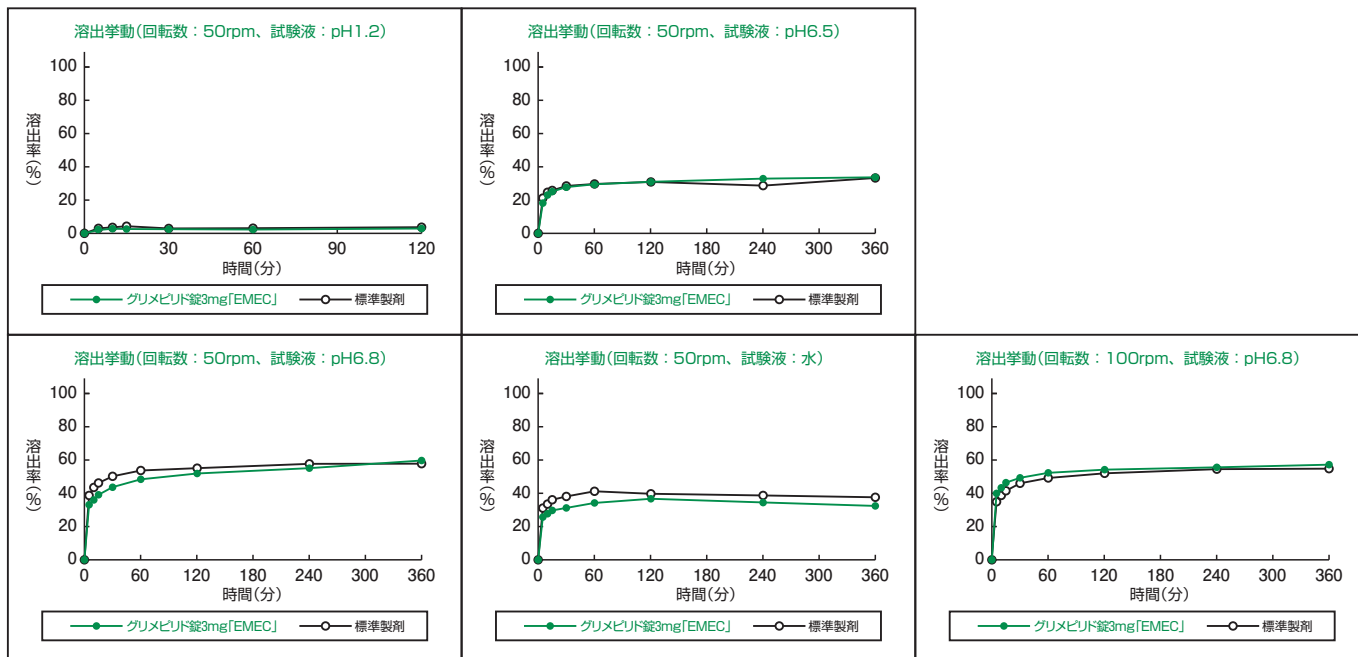 溶出挙動(回転数：50rpm、試験液：pH1.2)
溶出率(%)
100
80
60
40
20
0
0 30 60 90 120
時間(分)
グリメピリド錠3mg「EMEC」 標準製剤
溶出挙動(回転数：50rpm、試験液：pH6.5)
溶出率(%)
100
80
60
40
20
0
0 60 120 180 240 300 360
時間(分)
グリメピリド錠3mg「EMEC」 標準製剤
溶出挙動(回転数：50rpm、試験液：pH6.8)
溶出率(%)
100
80
60
40
20
0
0 60 120 180 240 300 360
時間(分)
グリメピリド錠3mg「EMEC」 標準製剤
溶出挙動(回転数：50rpm、試験液：水)
溶出率(%)
100
80
60
40
20
0
0 60 120 180 240 300 360
時間(分)
グリメピリド錠3mg「EMEC」 標準製剤
溶出挙動(回転数：100rpm、試験液：pH6.8)
溶出率(%)
100
80
60
40
20
0
0 60 120 180 240 300 360
時間(分)
グリメピリド錠3mg「EMEC」 標準製剤